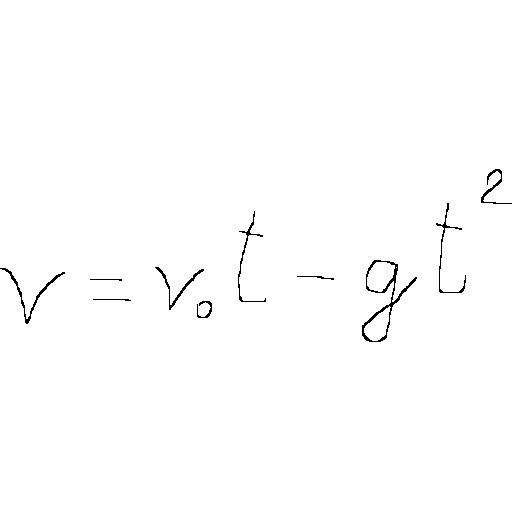 v = v₀t - gt²